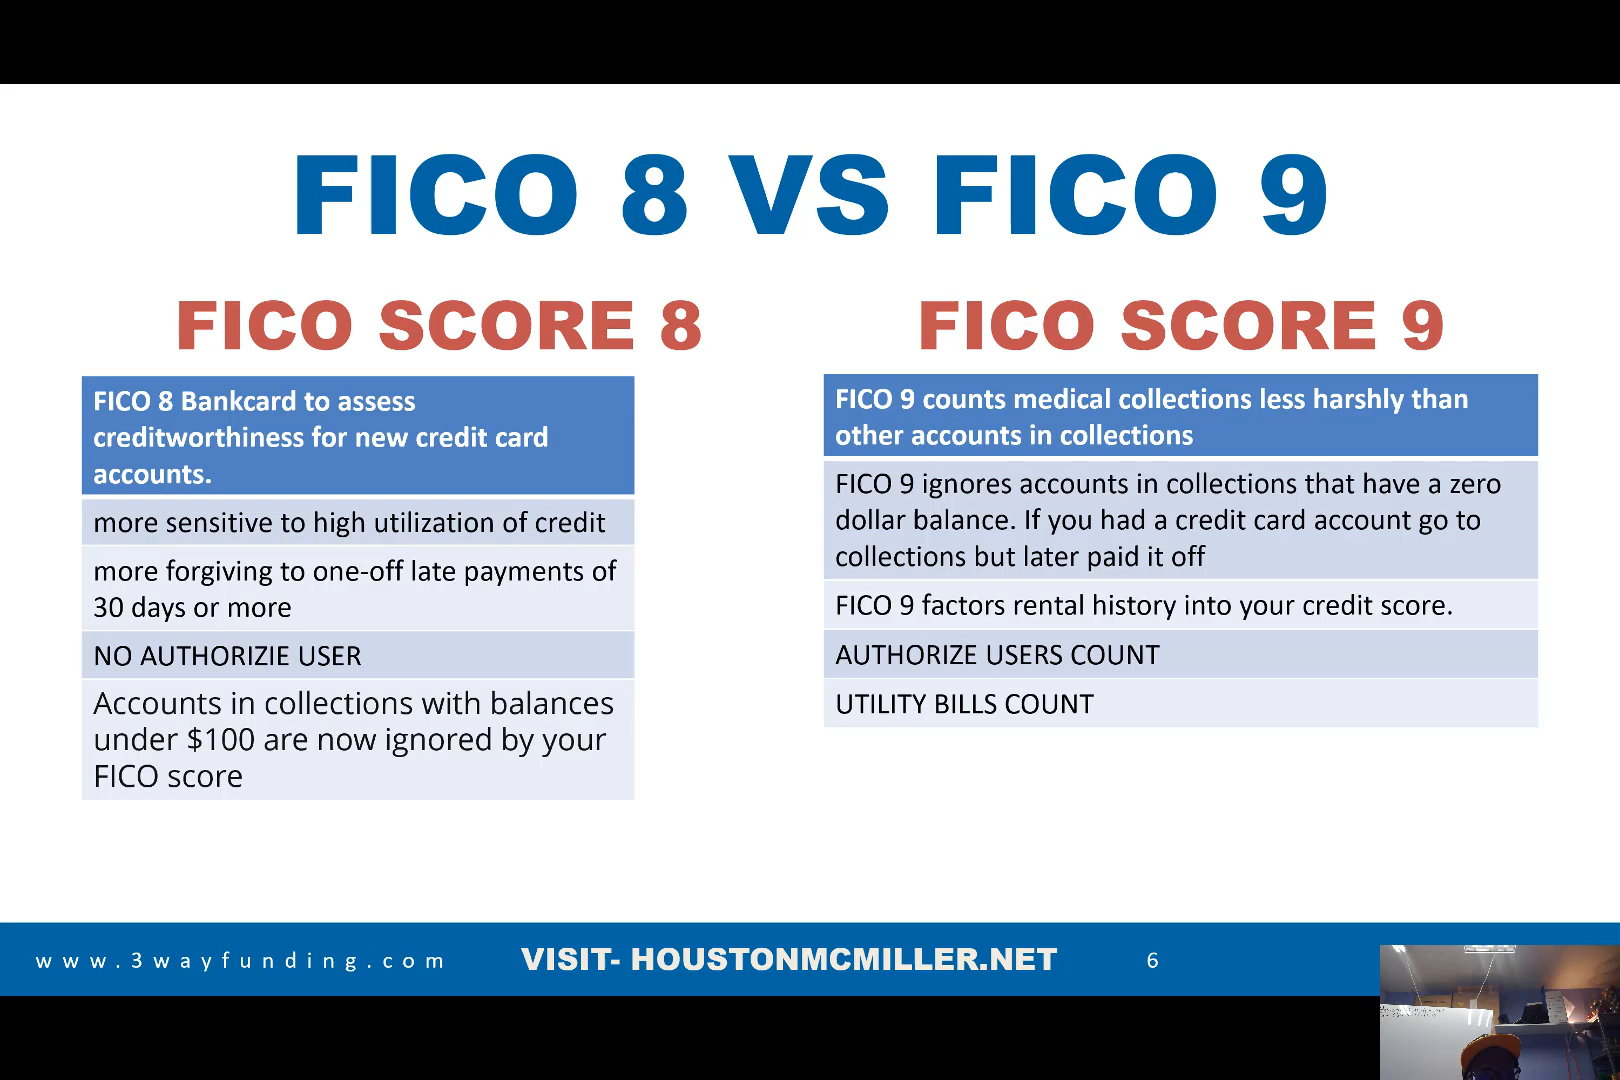 FICO 8 VS FICO 9
FICO SCORE 8
FICO 8 Bankcard to assess
creditworthiness for new credit card
accounts.
more sensitive to high utilization of credit
more forgiving to one-off late payments of
30 days or more
NO AUTHORIZIE USER
Accounts in collections with balances
under $100 are now ignored by your
FICO score
FICO SCORE 9
FICO 9 counts medical collections less harshly than
other accounts in collections
FICO 9 ignores accounts in collections that have a zero
dollar balance. If you had a credit card account go to
collections but later paid it off
FICO 9 factors rental history into your credit score.
AUTHORIZE USERS COUNT
UTILITY BILLS COUNT
www.3wayfunding.com
VISIT- HOUSTONMCMILLER.NET
6